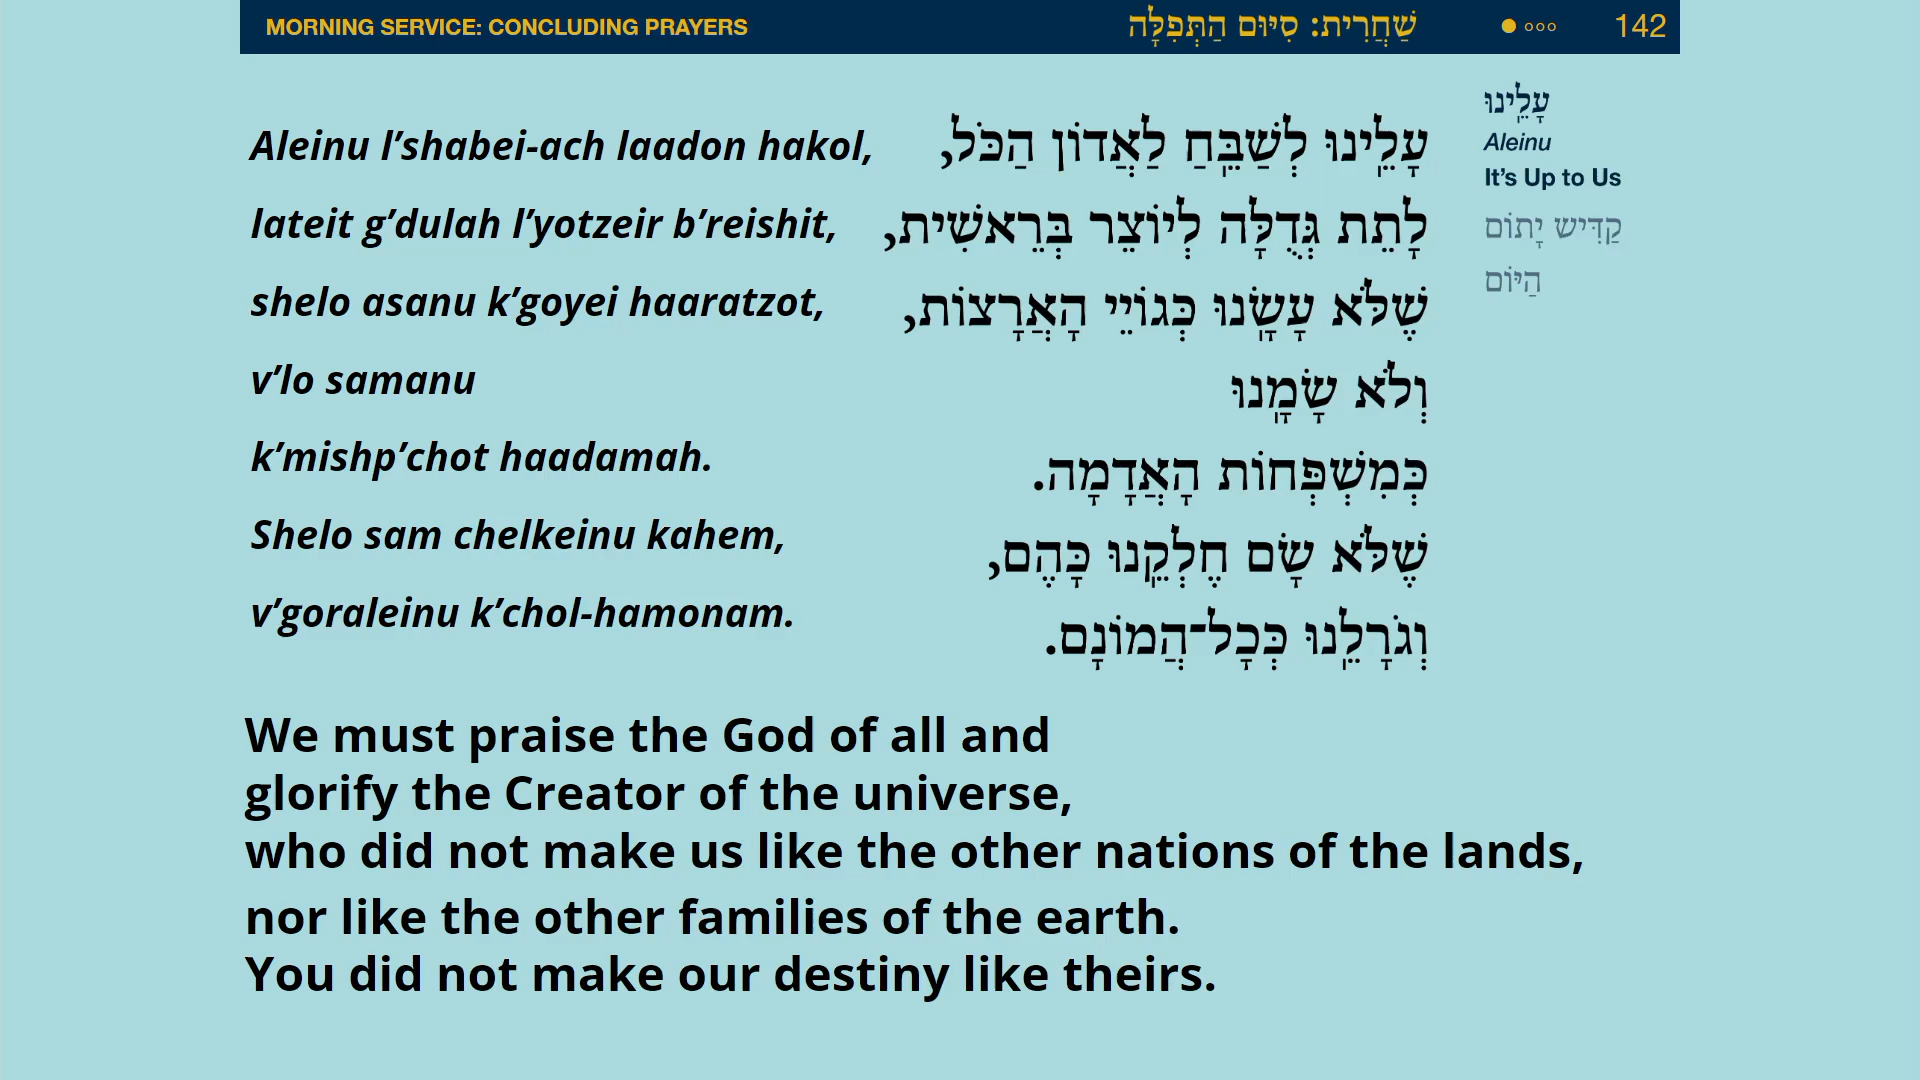 MORNING SERVICE: CONCLUDING PRAYERS
שַׁחֲרִית: סִיּוּם הַתְּפִלָּה
142
עָלֵֽינוּ
Aleinu
It’s Up to Us
קַדִּישׁ יָתוֹם
הַיּוֹם
Aleinu l’shabei-ach laadon hakol,
lateit g’dulah l’yotzeir b’reishit,
shelo asanu k’goyei haaratzot,
v’lo samanu
k’mishp’chot haadamah.
Shelo sam chelkeinu kahem,
v’goraleinu k’chol-hamonam.
עָלֵֽינוּ לְשַׁבֵּֽחַ לַאֲדוֹן הַכֹּל,
לָתֵת גְּדֻלָּה לְיוֹצֵר בְּרֵאשִׁית,
שֶׁלֹּא עָשָֽׂנוּ כְּגוֹיֵי הָאֲרָצוֹת,
וְלֹא שָׂמָֽנוּ
כְּמִשְׁפְּחוֹת הָאֲדָמָה.
שֶׁלֹּא שָׂם חֶלְקֵֽנוּ כָּהֶם,
וְגֹרָלֵֽנוּ כְּכָל־הֲמוֹנָם.
We must praise the God of all and
glorify the Creator of the universe,
who did not make us like the other nations of the lands,
nor like the other families of the earth.
You did not make our destiny like theirs.